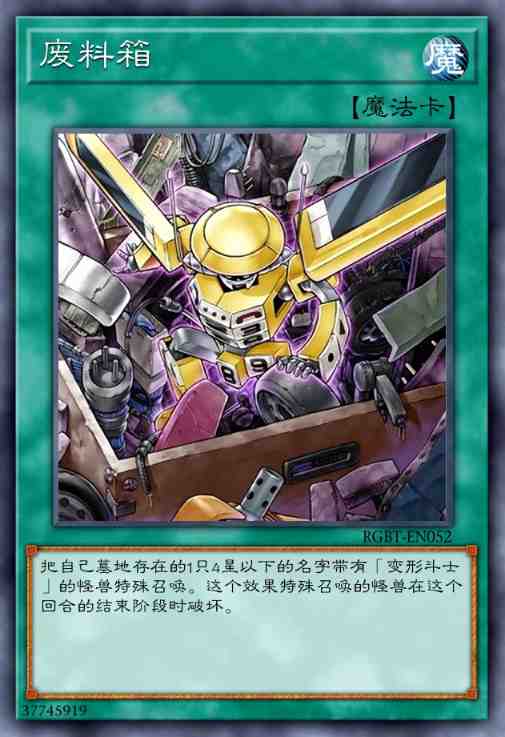 废料箱
魔
【魔法卡】
89
RGBT-EN052
把自己墓地存在的1只4星以下的名字带有「变形斗士
」的怪兽特殊召唤。这个效果特殊召唤的怪兽在这个
回合的结束阶段时破坏。
37745919